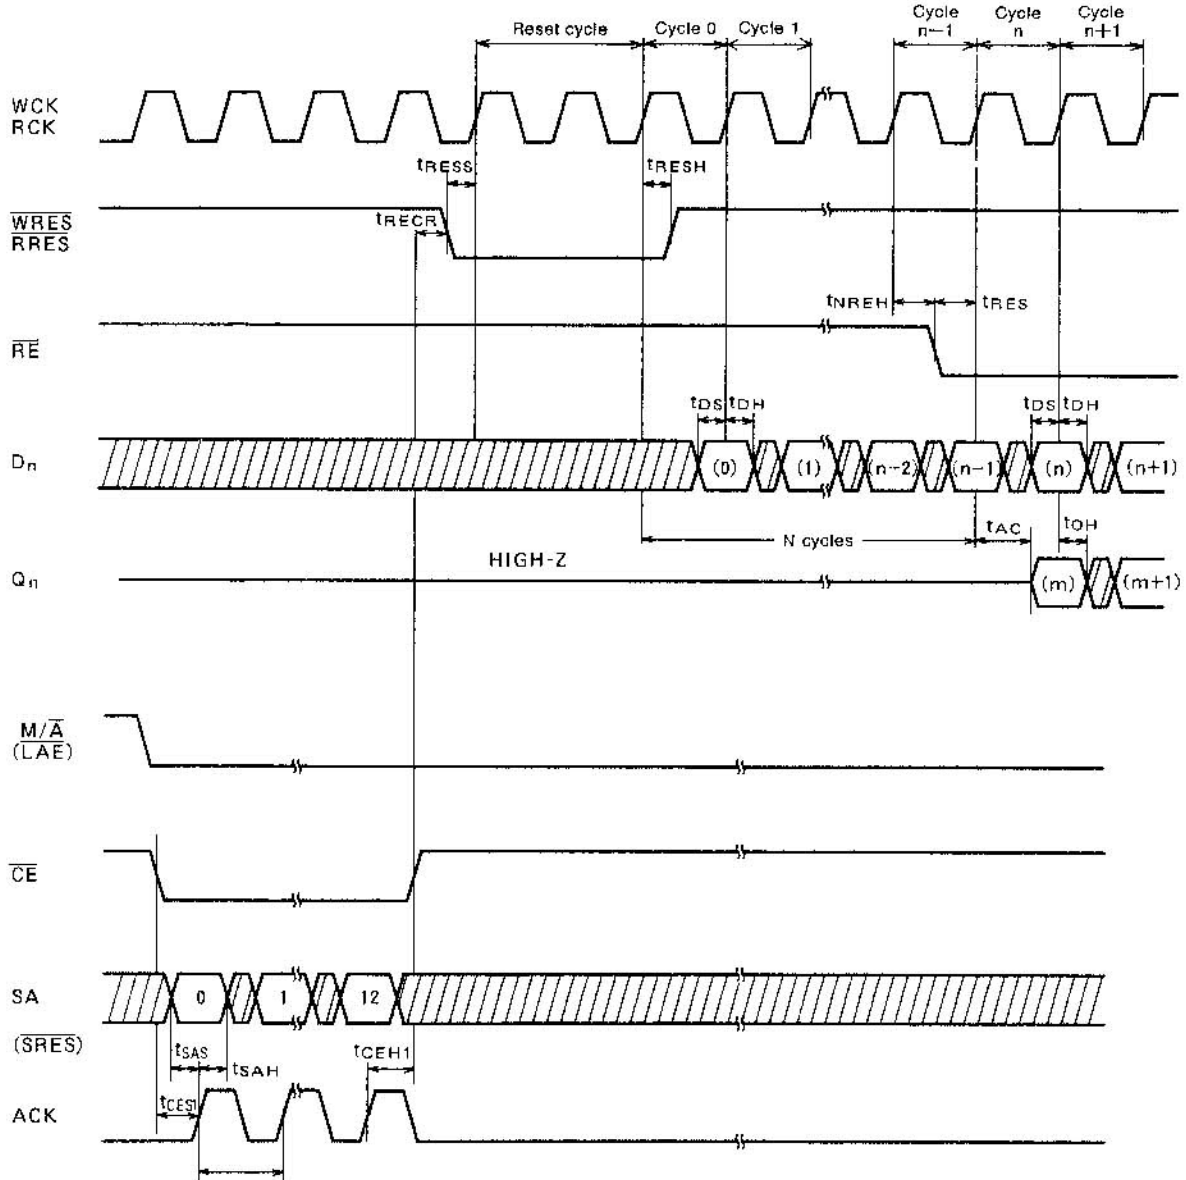 Reset cycle Cycle 0 Cycle 1 Cycle n−1 Cycle n Cycle n+1
WCK
RCK
tRESS tRESH
WRES
RRES
tRECR
tNREH tRES
RE
tDS tDH tDS tDH
Dn (0) (1) (n−2) (n−1) (n) (n+1)
N cycles tAC tOH
HIGH-Z
Qn (m) (m+1)
M/A
(LAE)
CE
SA 0 1 12
(SRES)
tSAS tSAH tCEH1
tCES1
ACK